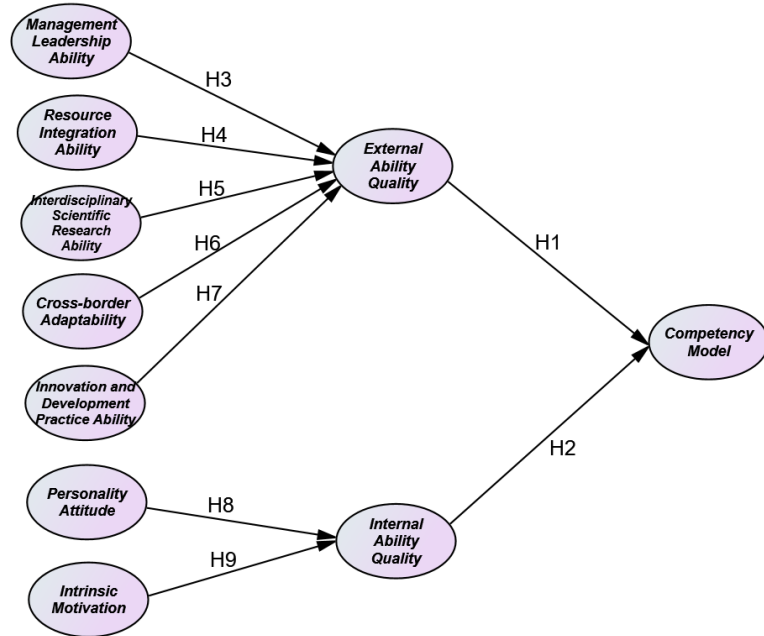 Management
Leadership
Ability
H3
Resource
Integration
Ability
H4
External
Ability
Quality
Interdisciplinary
Scientific
Research
Ability
H5
H6
H1
Cross-border
Adaptability
H7
Competency
Model
Innovation and
Development
Practice Ability
H2
Personality
Attitude
H8
Internal
Ability
Quality
H9
Intrinsic
Motivation